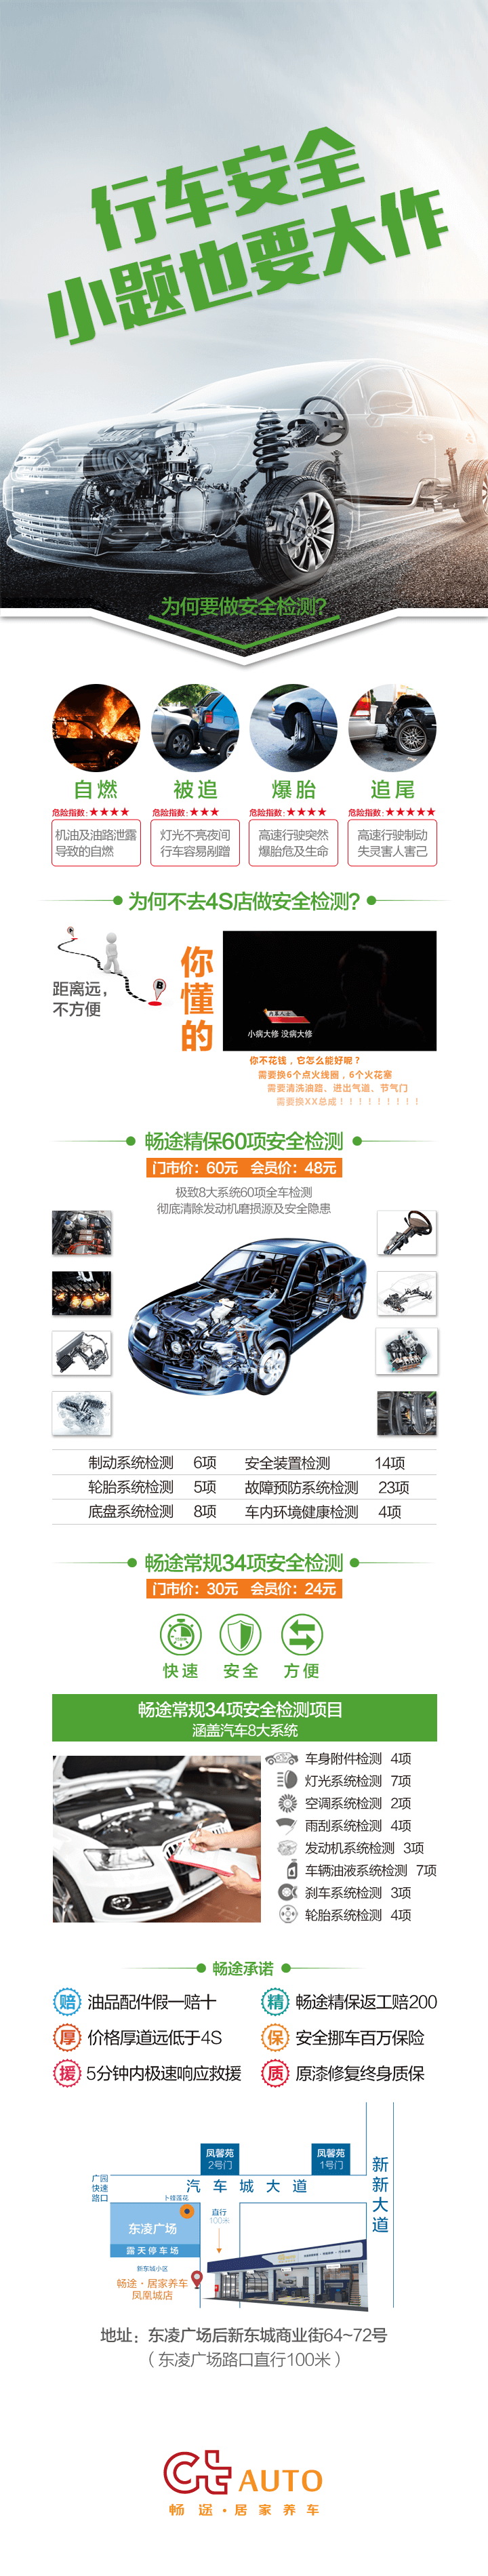 行车安全
小题也要大作
为何要做安全检测?
自燃 被追 爆胎 追尾
危险指数:★★★★ 危险指数:★★★ 危险指数:★★★★ 危险指数:★★★★★
机油及油路泄露 灯光不亮夜间 高速行驶突然 高速行驶制动
导致的自燃 行车容易剐蹭 爆胎危及生命 失灵害人害己
为何不去4S店做安全检测?
B
距离远，
不方便
你懂的
小病大修 没病大修
你不花钱，它怎么能好呢？
需要换6个点火线圈，6个火花塞
需要清洗油路、进出气道、节气门
需要换XX总成！！！！！！！！！
畅途精保60项安全检测
门市价：60元 会员价：48元
极致8大系统60项全车检测
彻底清除发动机磨损源及安全隐患
制动系统检测 6项 安全装置检测 14项
轮胎系统检测 5项 故障预防系统检测 23项
底盘系统检测 8项 车内环境健康检测 4项
畅途常规34项安全检测
门市价：30元 会员价：24元
快速 安全 方便
畅途常规34项安全检测项目
涵盖汽车8大系统
车身附件检测 4项
灯光系统检测 7项
空调系统检测 2项
雨刮系统检测 4项
发动机系统检测 3项
车辆油液系统检测 7项
刹车系统检测 3项
轮胎系统检测 4项
畅途承诺
赔 油品配件假一赔十 精 畅途精保返工赔200
厚 价格厚道远低于4S 保 安全挪车百万保险
援 5分钟内极速响应救援 质 原漆修复终身质保
凤馨苑
2号门
凤馨苑
1号门
广园
快速
路口
汽车城大道
新新大道
卜蜂莲花
东凌广场
露天停车场
直行
100米
新东城小区
畅途·居家养车
凤凰城店
地址：东凌广场后新东城商业街64~72号
（东凌广场路口直行100米）
Ct AUTO
畅途·居家养车